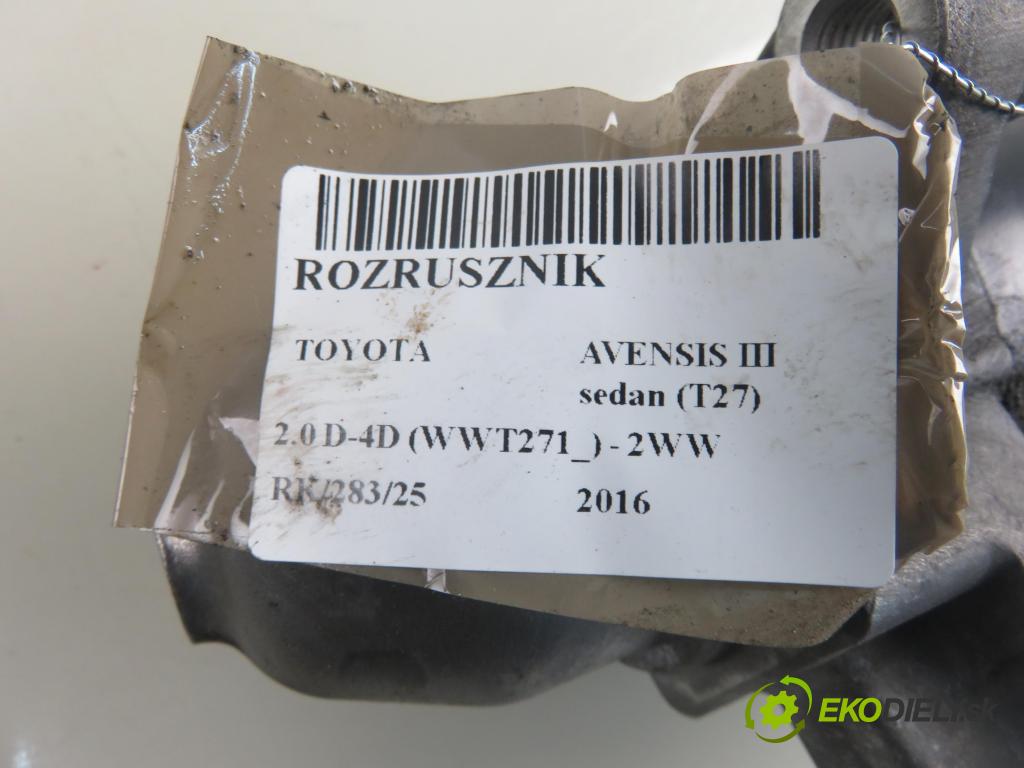 ROZRUSZNIK
TOYOTA AVENSIS III
sedan (T27)
2.0 D-4D (WWT271_) - 2WW
RK/283/25 2016
EKODIELY.sk